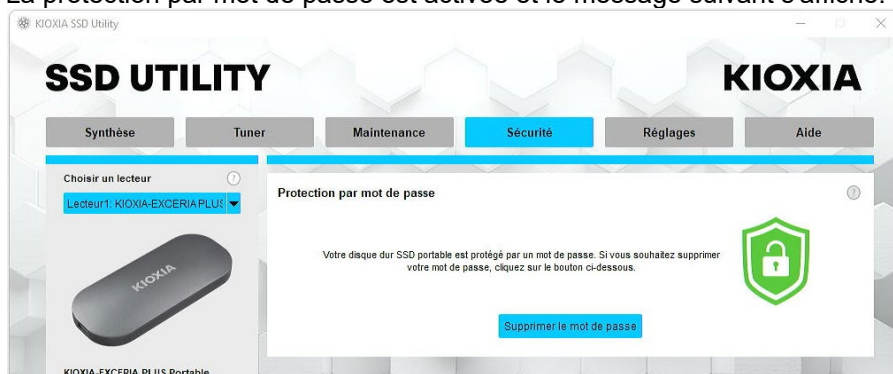 La protection par mot de passe est activée et le message suivant s'affiche.
KIOXIA SSD Utility
SSD UTILITY
KIOXIA
Synthèse
Tuner
Maintenance
Sécurité
Réglages
Aide
Choisir un lecteur
?
Lecteur1: KIOXIA-EXCERIA PLUS
KIOXIA
KIOXIA-EXCERIA PLUS Portable
Protection par mot de passe
?
Votre disque dur SSD portable est protégé par un mot de passe. Si vous souhaitez supprimer
votre mot de passe, cliquez sur le bouton ci-dessous.
Supprimer le mot de passe